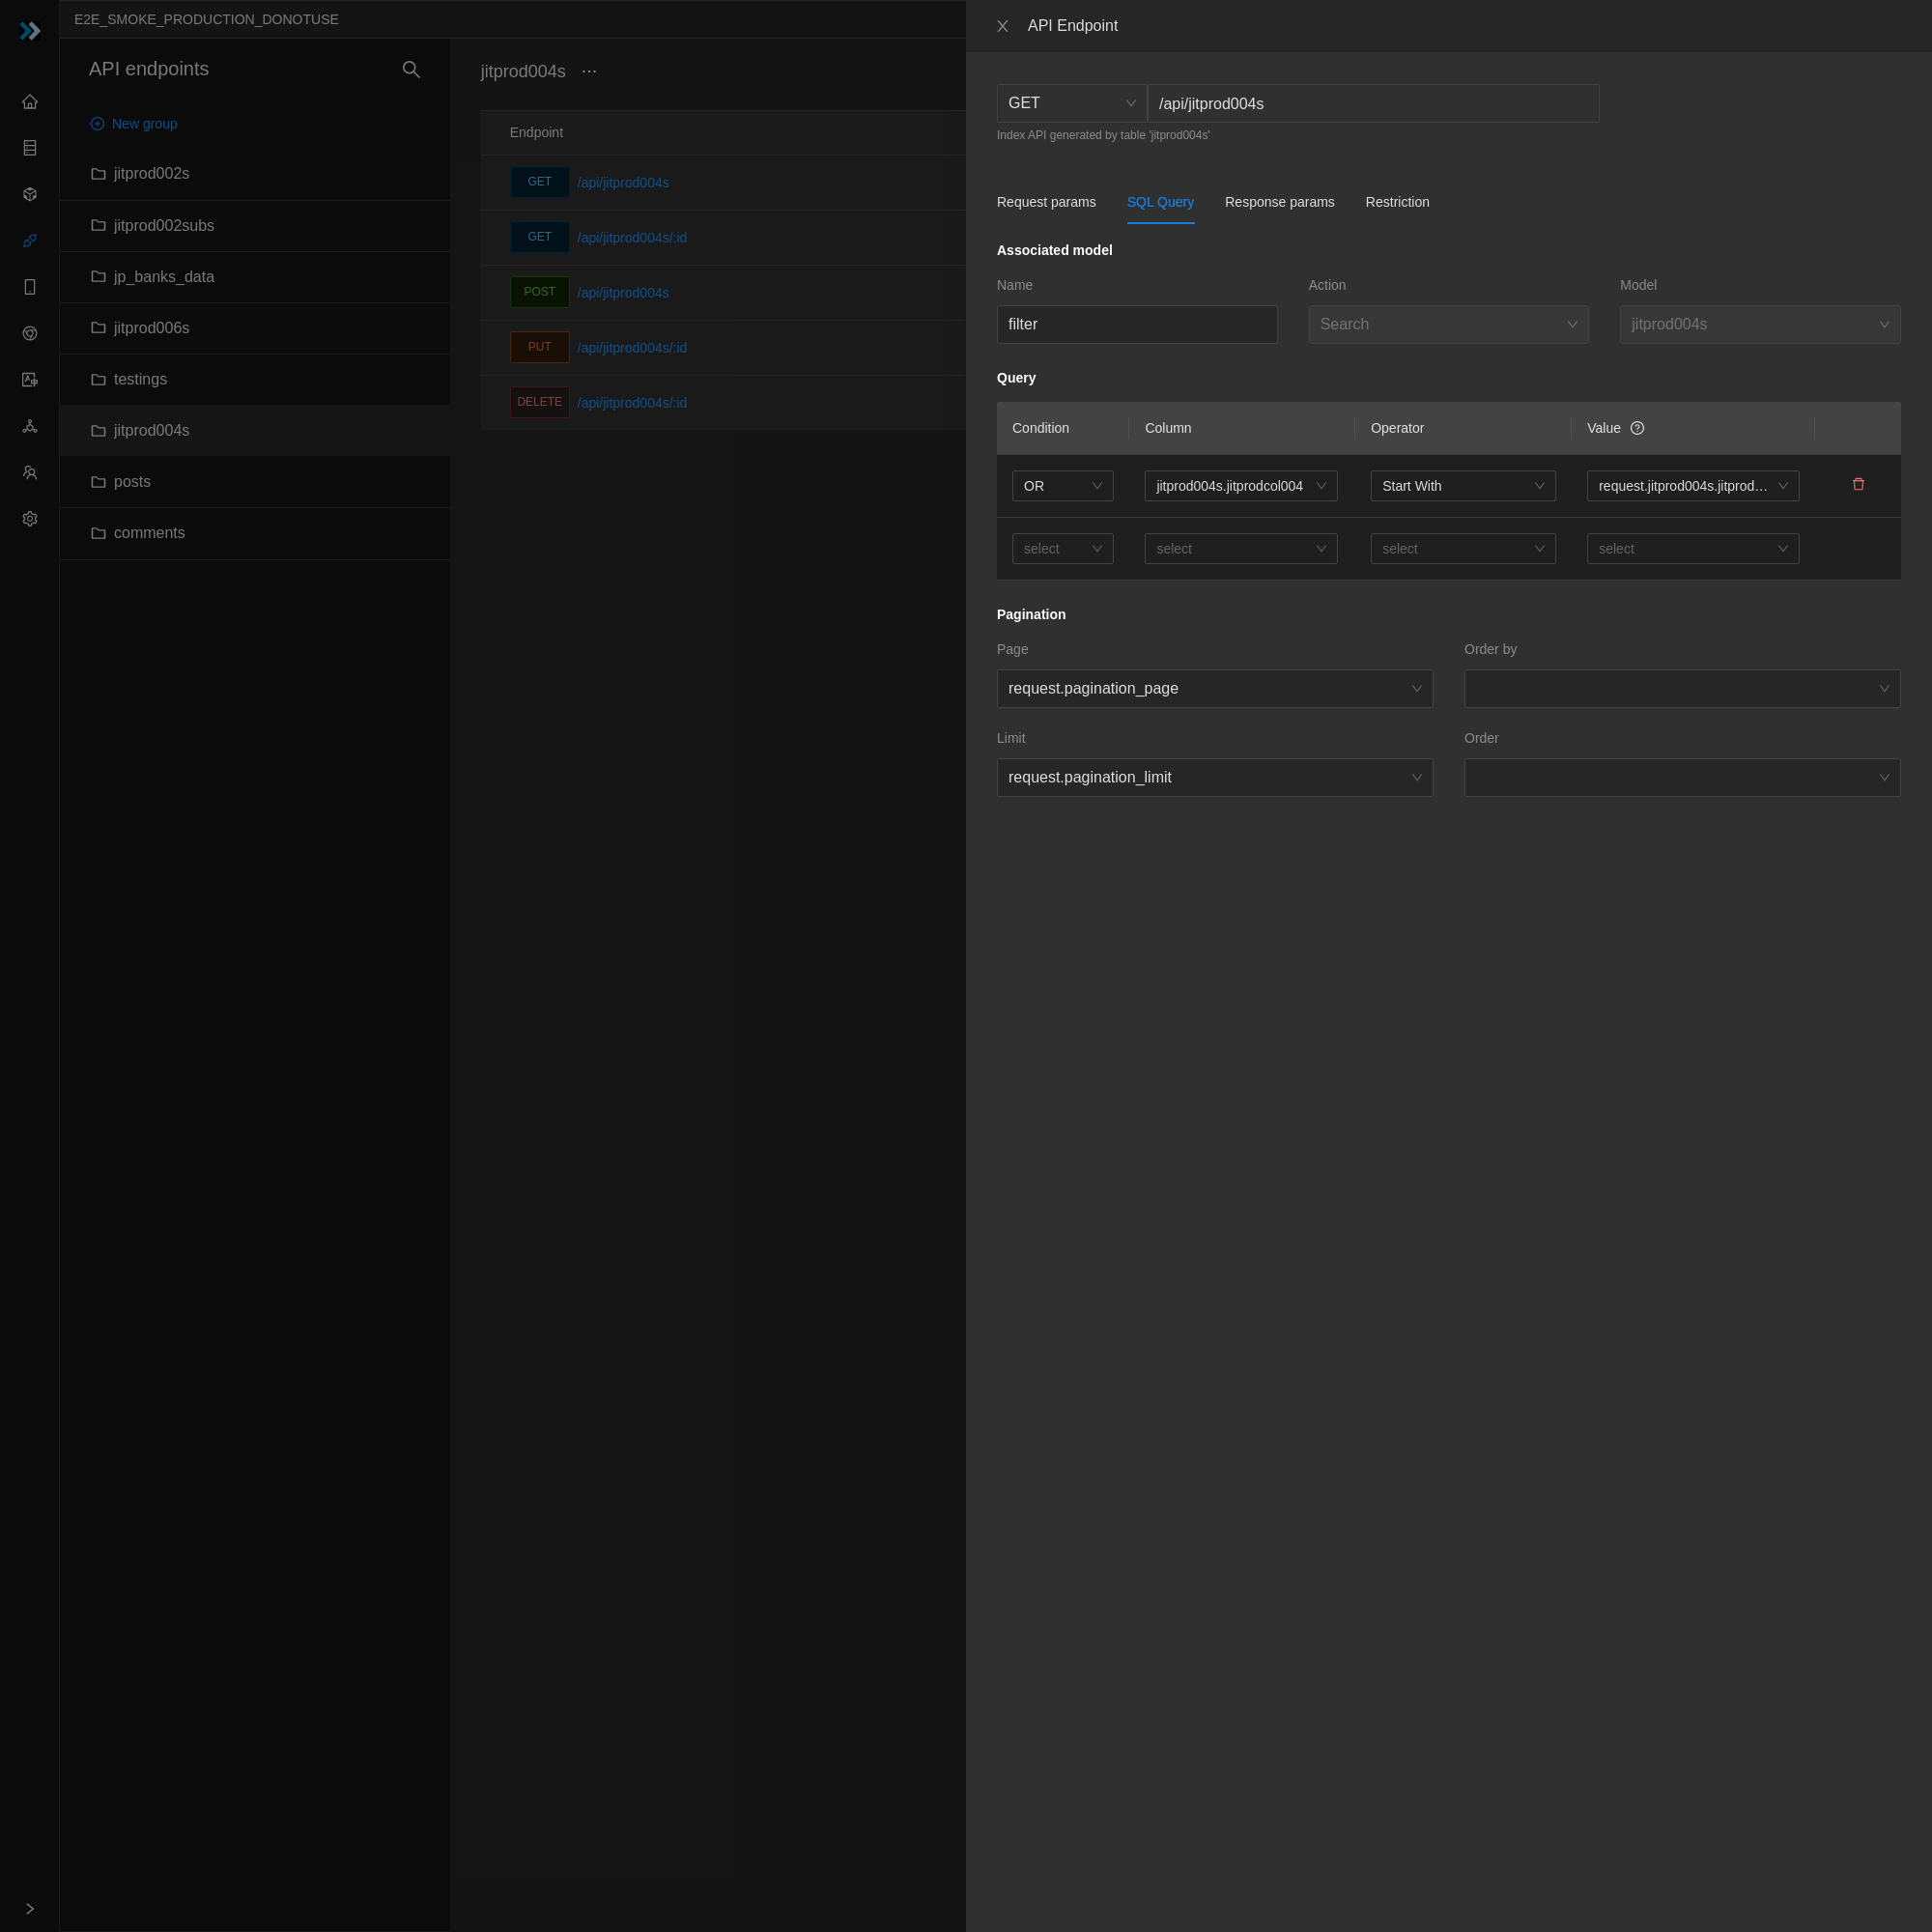 E2E_SMOKE_PRODUCTION_DONOTUSE
API endpoints
New group
jitprod002s
jitprod002subs
jp_banks_data
jitprod006s
testings
jitprod004s
posts
comments
jitprod004s ...
Endpoint
GET /api/jitprod004s
GET /api/jitprod004s/:id
POST /api/jitprod004s
PUT /api/jitprod004s/:id
DELETE /api/jitprod004s/:id
API Endpoint
GET /api/jitprod004s
Index API generated by table 'jitprod004s'
Request params SQL Query Response params Restriction
Associated model
Name Action Model
filter Search jitprod004s
Query
Condition Column Operator Value
OR jitprod004s.jitprodcol004 Start With request.jitprod004s.jitprod...
select select select select
Pagination
Page Order by
request.pagination_page
Limit Order
request.pagination_limit